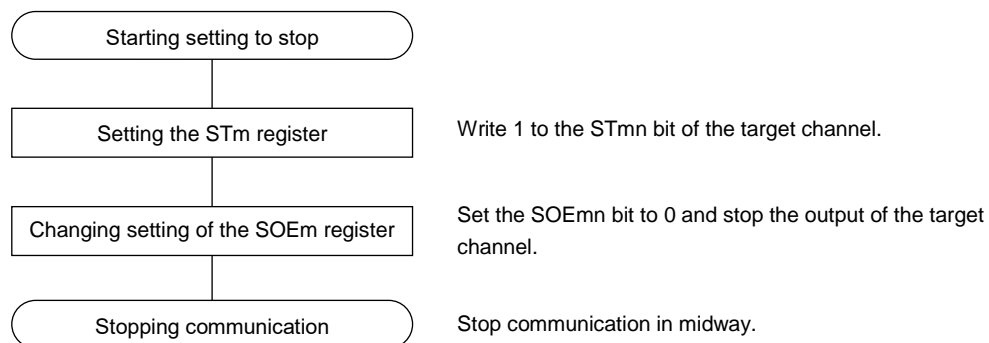 Starting setting to stop
Setting the STm register
Write 1 to the STmn bit of the target channel.
Changing setting of the SOEm register
Set the SOEmn bit to 0 and stop the output of the target
channel.
Stopping communication
Stop communication in midway.